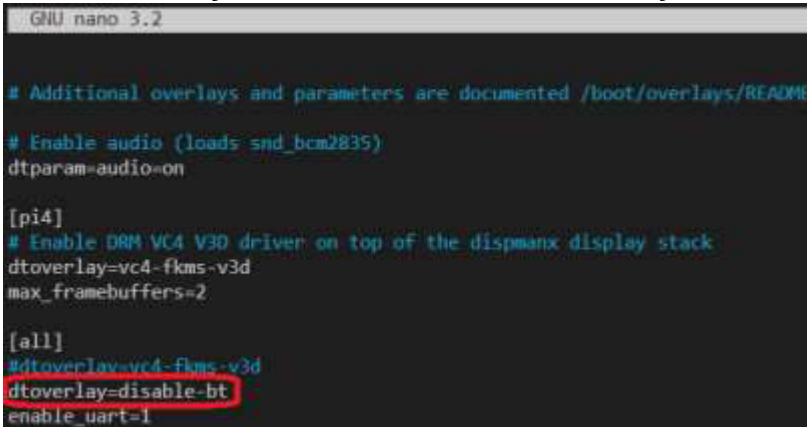 GNU nano 3.2
# Additional overlays and parameters are documented /boot/overlays/README
# Enable audio (loads snd_bcm2835)
dtparam=audio=on
[pi4]
# Enable DRM VC4 V3D driver on top of the dispmanx display stack
dtoverlay=vc4-fkms-v3d
max_framebuffers=2
[all]
#dtoverlay=vc4-fkms-v3d
dtoverlay=disable-bt
enable_uart=1